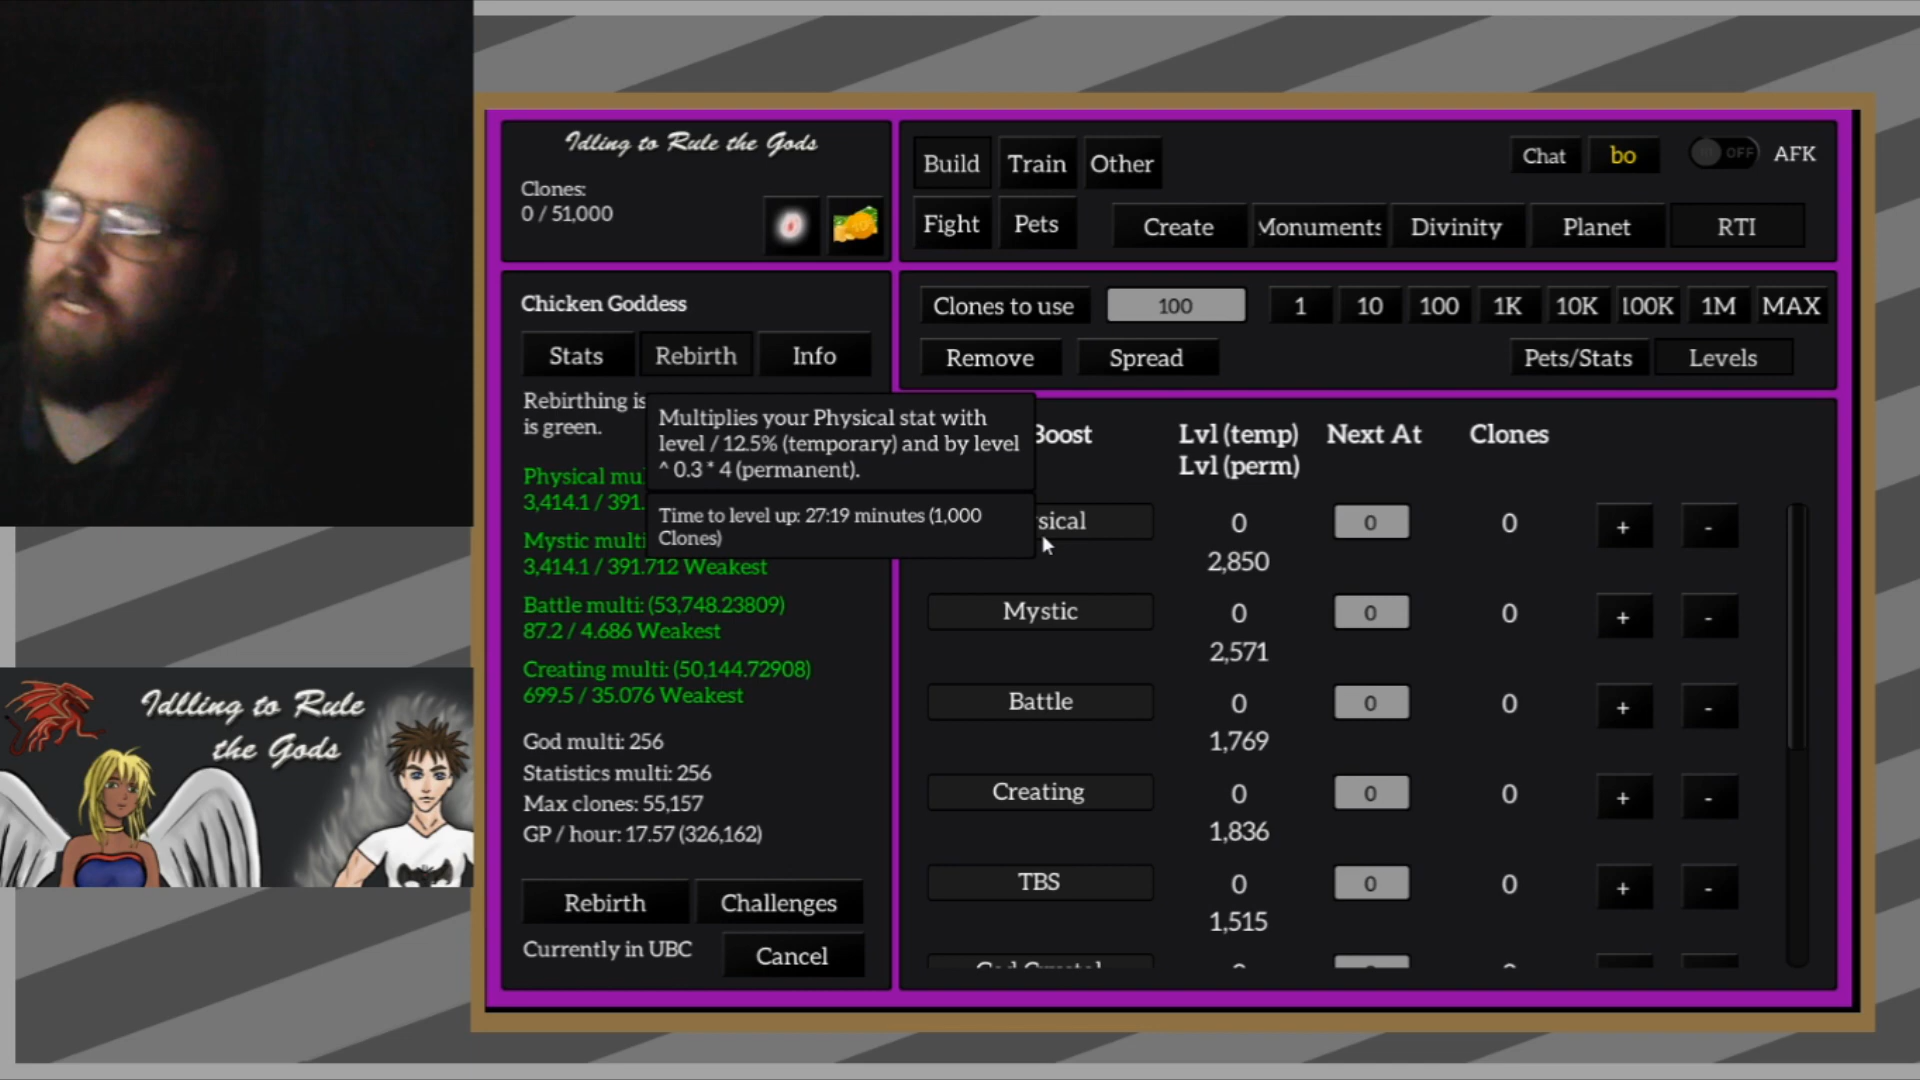 Idling to Rule the Gods
Clones:
0 / 51,000
Build
Train
Other
Fight
Pets
Chat
bo
OFF
AFK
Create
Monuments
Divinity
Planet
RTI
Chicken Goddess
Stats
Rebirth
Info
Rebirthing is
is green.
Physical mu
3,414.1 / 391.
Mystic multi
3,414.1 / 391.712 Weakest
Battle multi: (53,748.23809)
87.2 / 4.686 Weakest
Creating multi: (50,144.72908)
699.5 / 35.076 Weakest
God multi: 256
Statistics multi: 256
Max clones: 55,157
GP / hour: 17.57 (326,162)
Rebirth
Challenges
Currently in UBC
Cancel
Multiplies your Physical stat with
level / 12.5% (temporary) and by level
^ 0.3 * 4 (permanent).
Time to level up: 27:19 minutes (1,000
Clones)
Clones to use
100
1
10
100
1K
10K
100K
1M
MAX
Remove
Spread
Pets/Stats
Levels
Boost
Lvl (temp)
Lvl (perm)
Next At
Clones
sical
0
2,850
0
0
+
-
Mystic
0
2,571
0
0
+
-
Battle
0
1,769
0
0
+
-
Creating
0
1,836
0
0
+
-
TBS
0
1,515
0
0
+
-
God Crystal
Idlling to Rule
the Gods